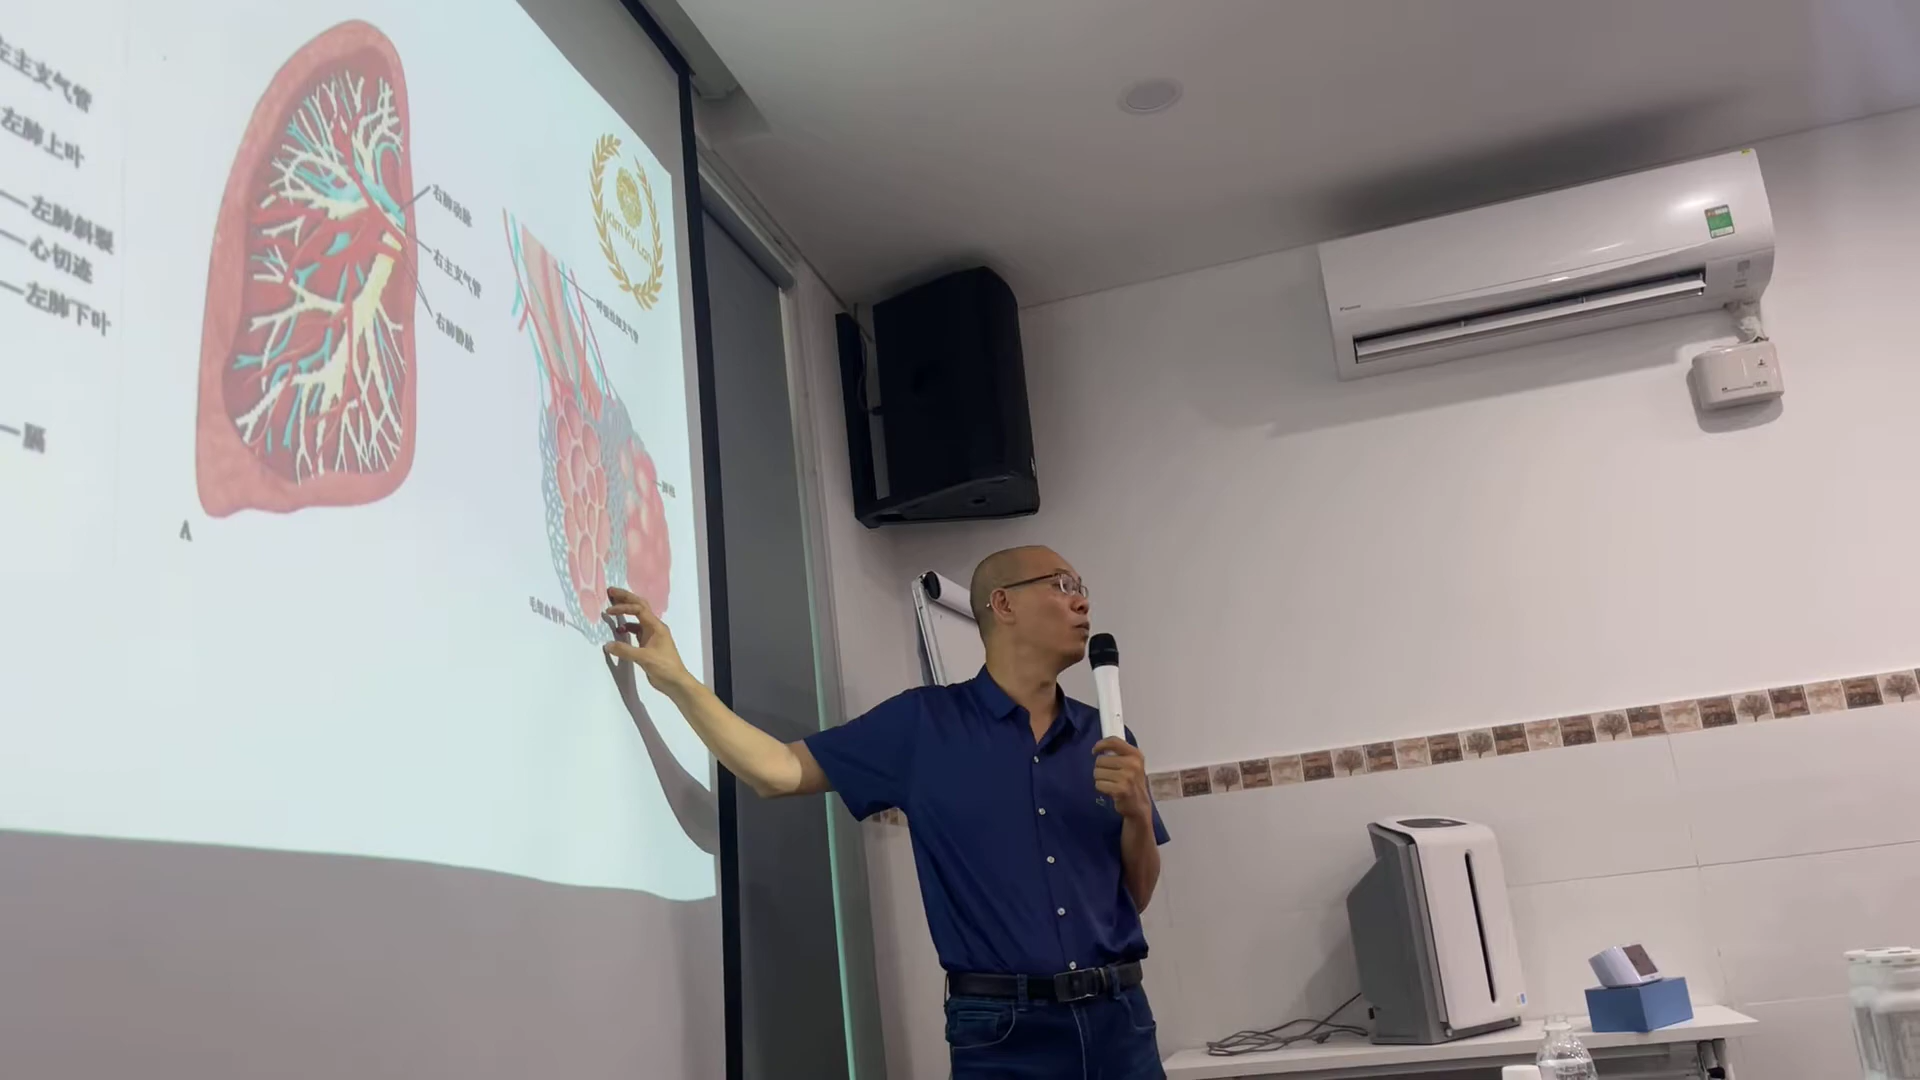 左主支气管
左肺上叶
左肺斜裂
心切迹
左肺下叶
膈
A
右肺动脉
右主支气管
右肺静脉
呼吸性细支气管
肺泡
毛细血管网
Kim Ky Lan